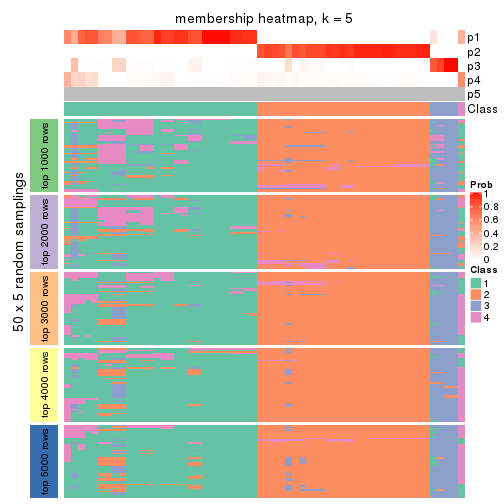 membership heatmap, k = 5
p1
p2
p3
p4
p5
Class
50 x 5 random samplings
top 1000 rows
top 2000 rows
top 3000 rows
top 4000 rows
top 5000 rows
Prob
1
0.8
0.6
0.4
0.2
0
Class
1
2
3
4